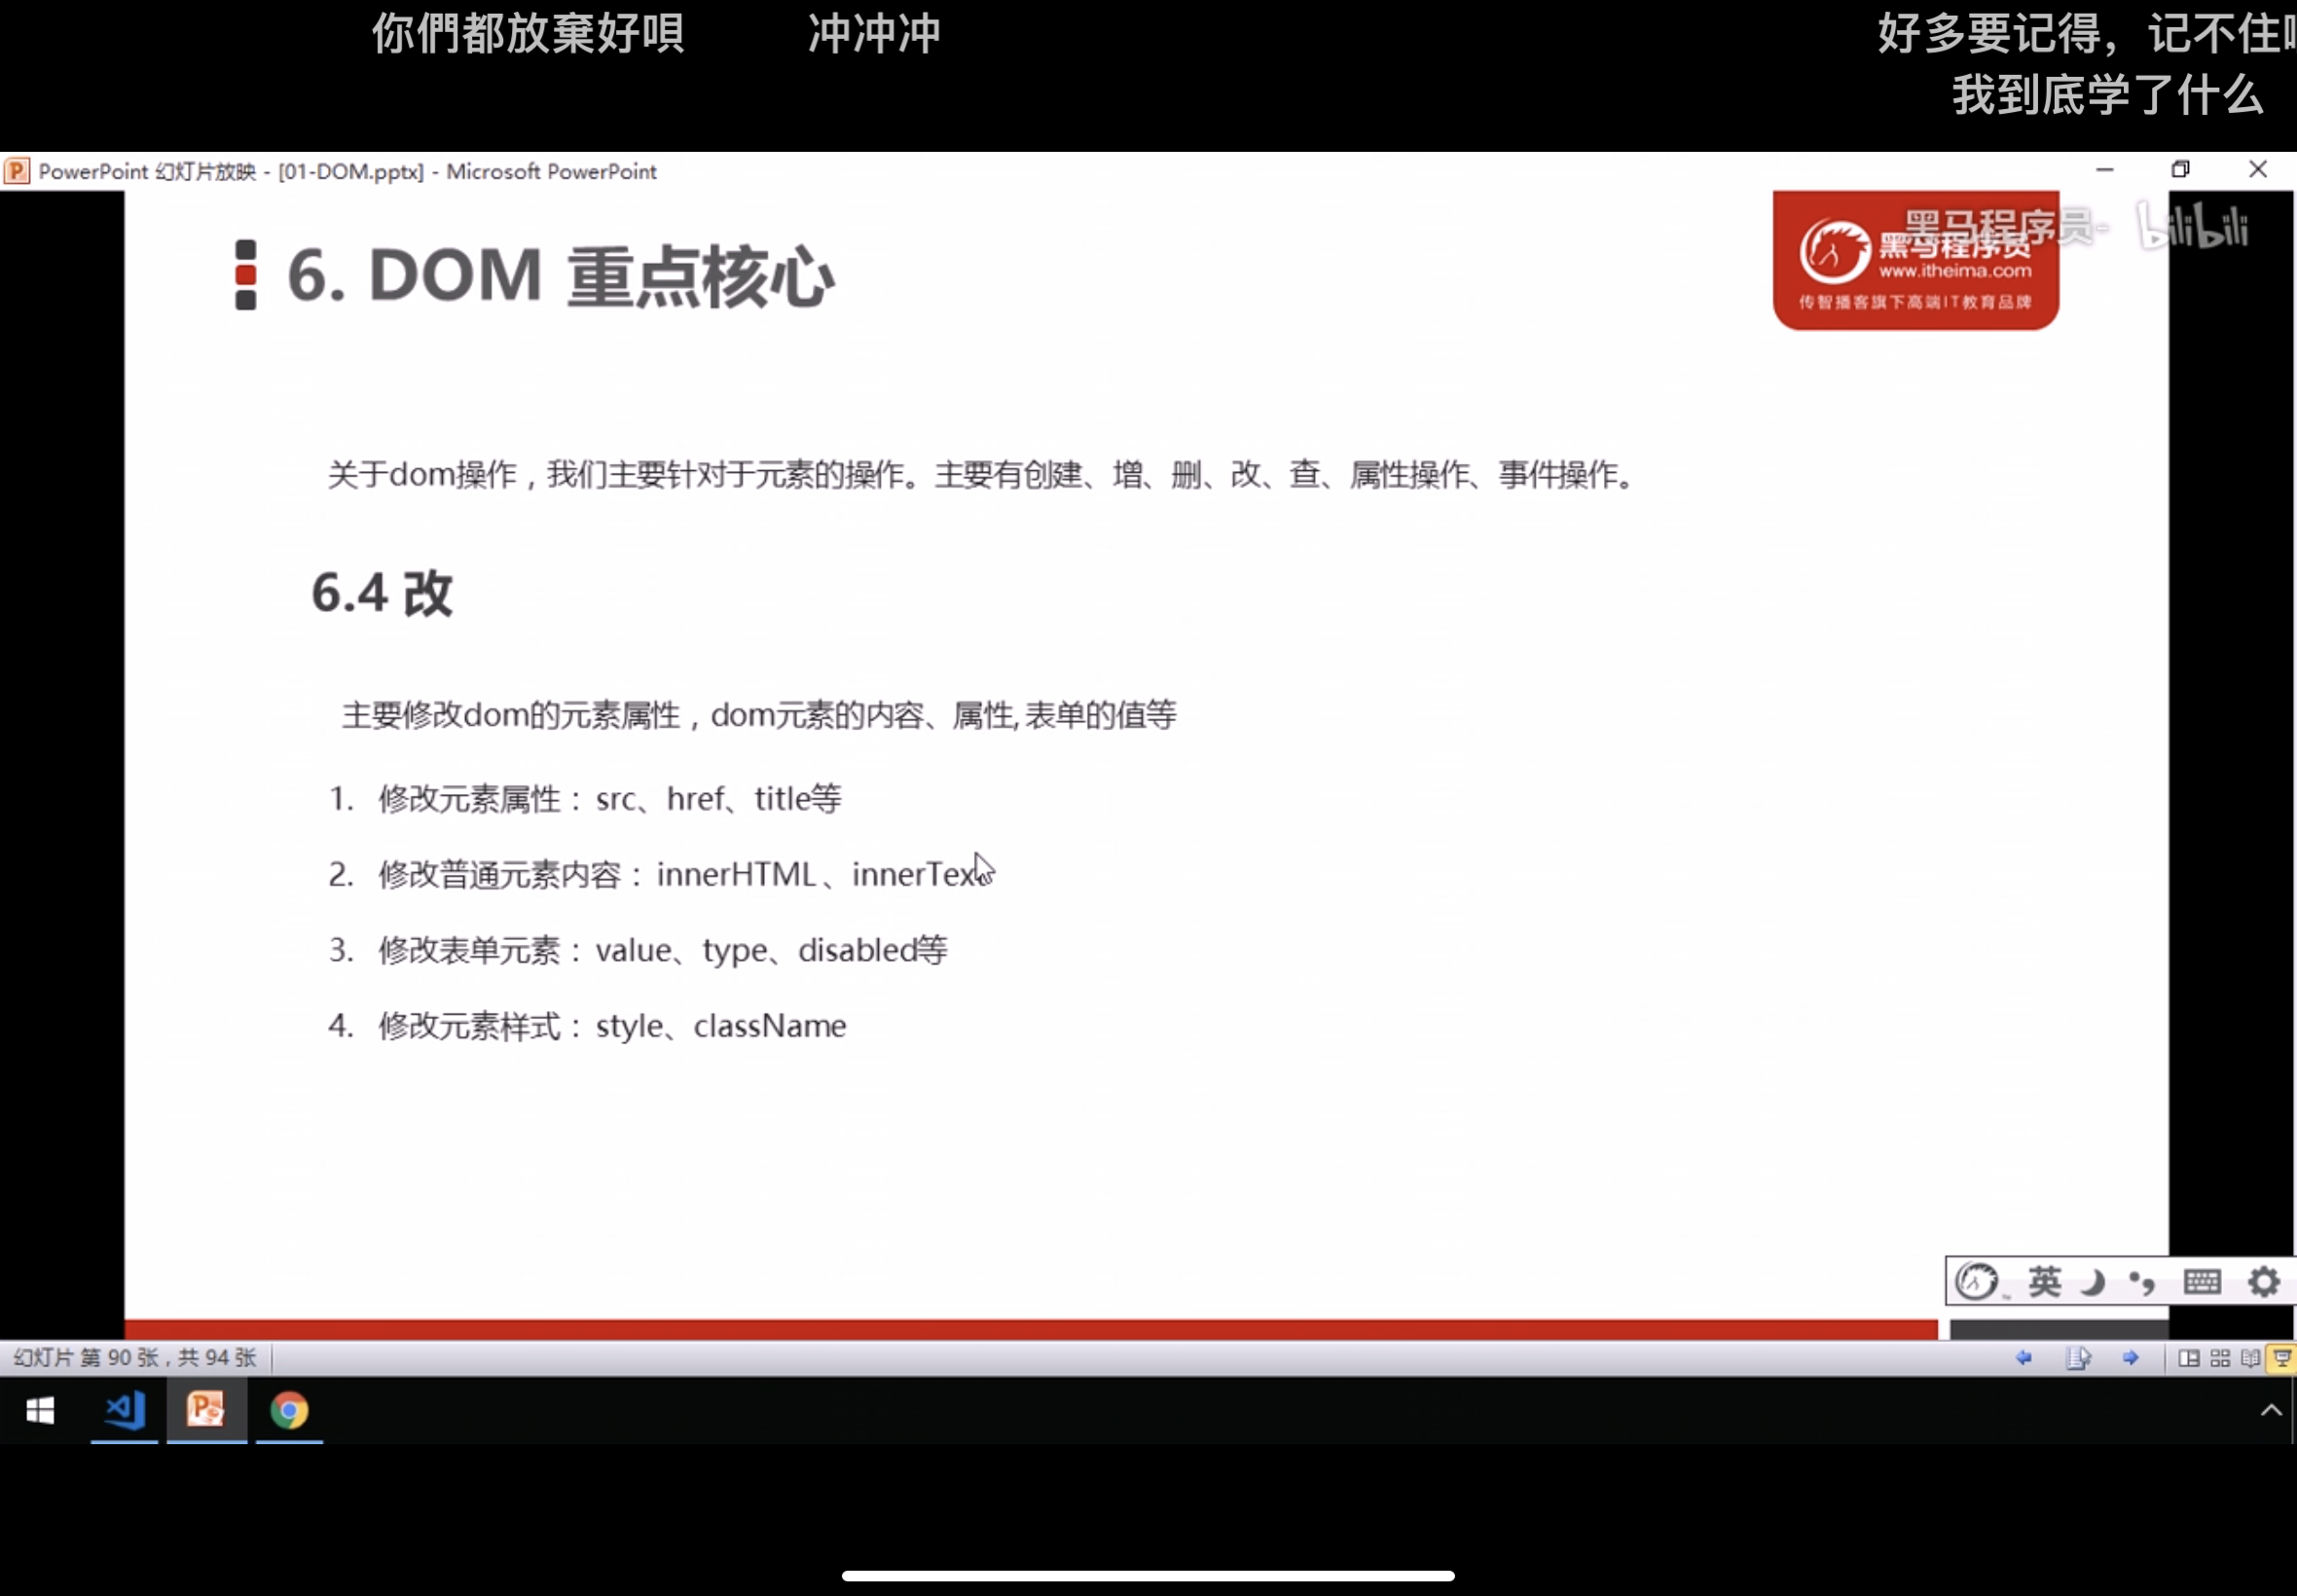 你們都放棄好唄 冲冲冲 好多要记得，记不住
我到底学了什么
PowerPoint 幻灯片放映 - [01-DOM.pptx] - Microsoft PowerPoint
6. DOM 重点核心
黑马程序员- bilibili
黑马程序员
www.itheima.com
传智播客旗下高端IT教育品牌
关于dom操作，我们主要针对于元素的操作。主要有创建、增、删、改、查、属性操作、事件操作。
6.4 改
主要修改dom的元素属性，dom元素的内容、属性, 表单的值等
1. 修改元素属性：src、href、title等
2. 修改普通元素内容：innerHTML、innerText
3. 修改表单元素：value、type、disabled等
4. 修改元素样式：style、className
英
幻灯片 第 90 张，共 94 张